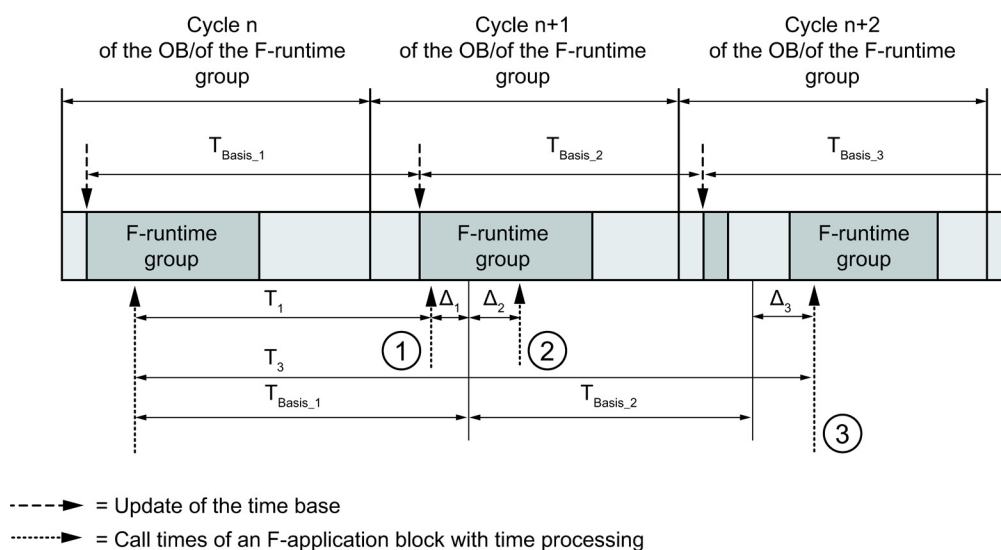 Cycle n
of the OB/of the F-runtime
group
Cycle n+1
of the OB/of the F-runtime
group
Cycle n+2
of the OB/of the F-runtime
group
T_Basis_1
T_Basis_2
T_Basis_3
F-runtime
group
F-runtime
group
F-runtime
group
T_1
Δ_1
Δ_2
Δ_3
1
2
T_3
T_Basis_1
T_Basis_2
3
= Update of the time base
= Call times of an F-application block with time processing